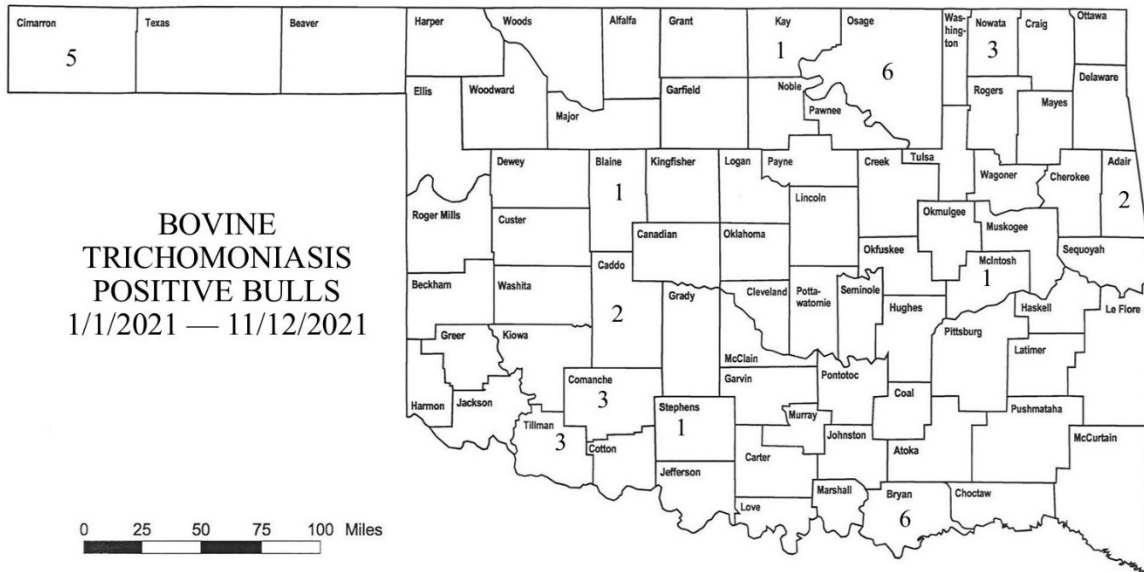 Cimarron
5
Texas
Beaver
Harper
Woods
Alfalfa
Grant
Kay
1
Osage
6
Was-
hing-
ton
Nowata
3
Craig
Ottawa
Ellis
Woodward
Major
Garfield
Noble
Pawnee
Rogers
Mayes
Delaware
Dewey
Blaine
1
Kingfisher
Logan
Payne
Creek
Tulsa
Wagoner
Cherokee
Adair
2
Roger Mills
Custer
Canadian
Oklahoma
Lincoln
Okmulgee
Muskogee
Okfuskee
McIntosh
1
Sequoyah
BOVINE
TRICHOMONIASIS
POSITIVE BULLS
1/1/2021 — 11/12/2021
Beckham
Washita
Caddo
2
Grady
Cleveland
Potta-
watomie
Seminole
Hughes
Pittsburg
Haskell
Le Flore
Greer
Kiowa
McClain
Latimer
Harmon
Jackson
Comanche
3
Garvin
Pontotoc
Coal
Pushmataha
Tillman
3
Cotton
Stephens
1
Murray
Carter
Johnston
Atoka
McCurtain
Jefferson
Love
Marshall
Bryan
6
Choctaw
0 25 50 75 100 Miles